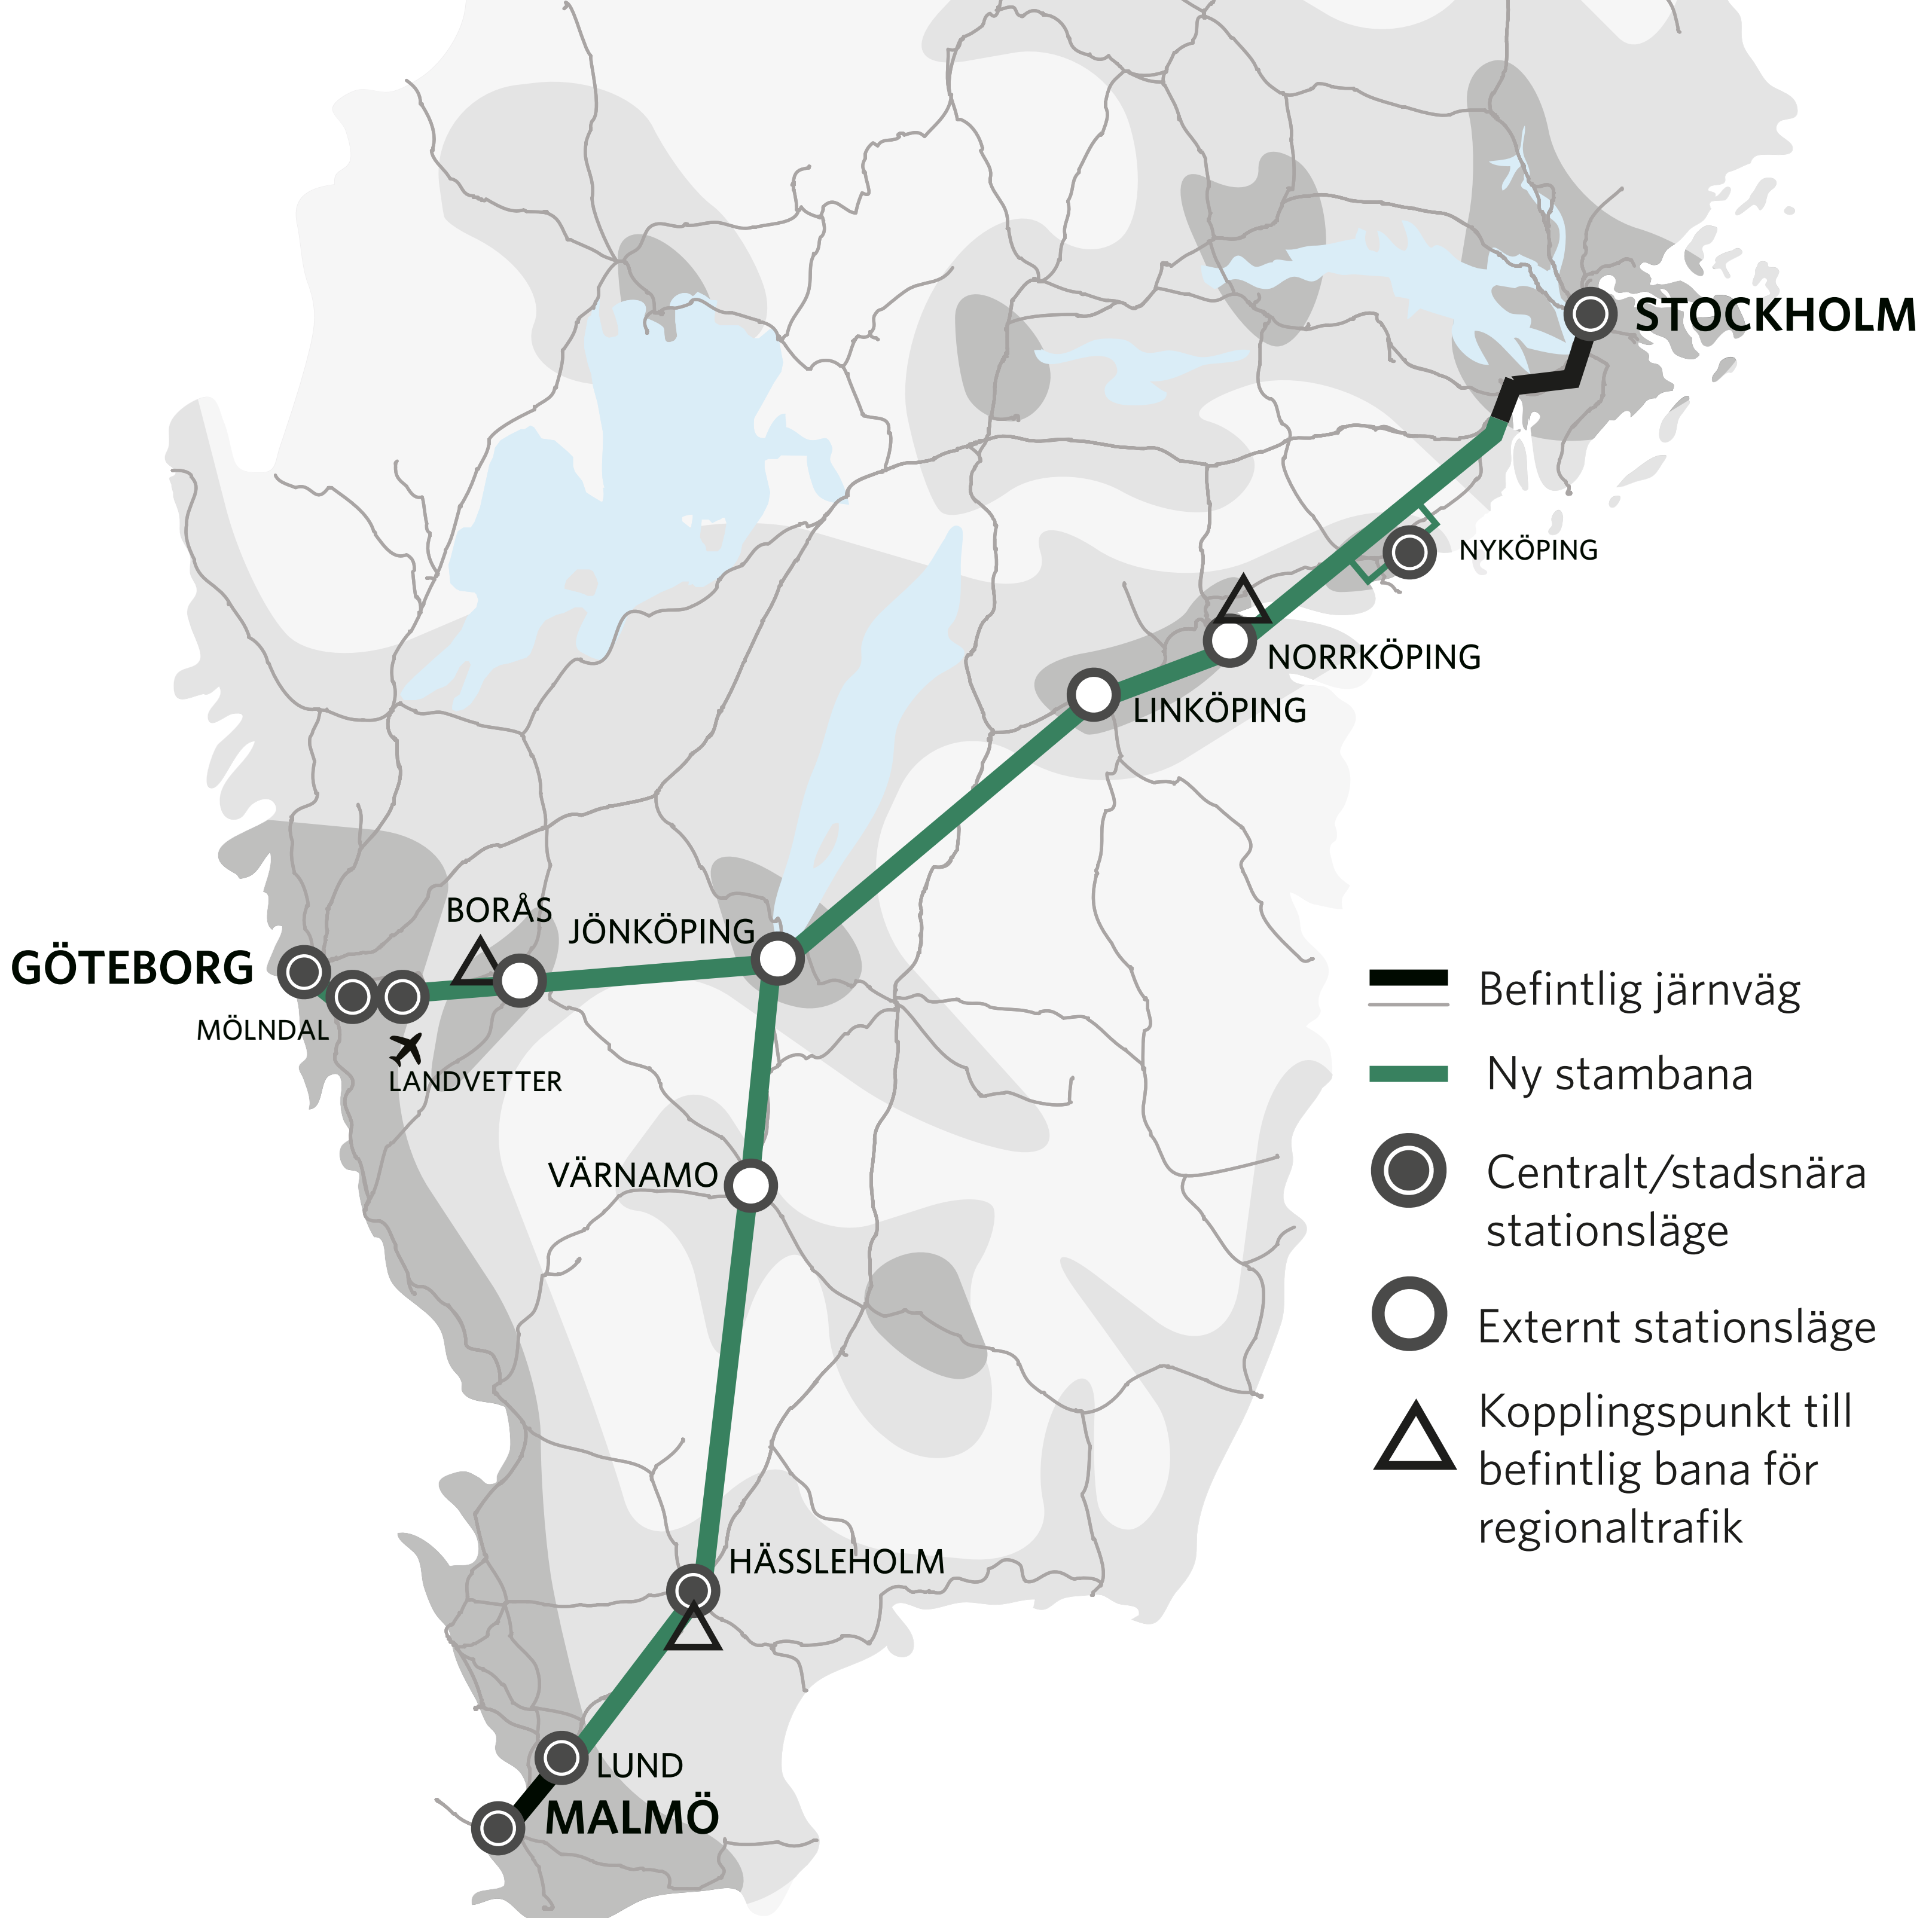 STOCKHOLM
NYKÖPING
NORRKÖPING
LINKÖPING
BORÅS
JÖNKÖPING
GÖTEBORG
MÖLNDAL
LANDVETTER
VÄRNAMO
HÄSSLEHOLM
LUND
MALMÖ
Befintlig järnväg
Ny stambana
Centralt/stadsnära
stationsläge
Externt stationsläge
Kopplingspunkt till
befintlig bana för
regionaltrafik